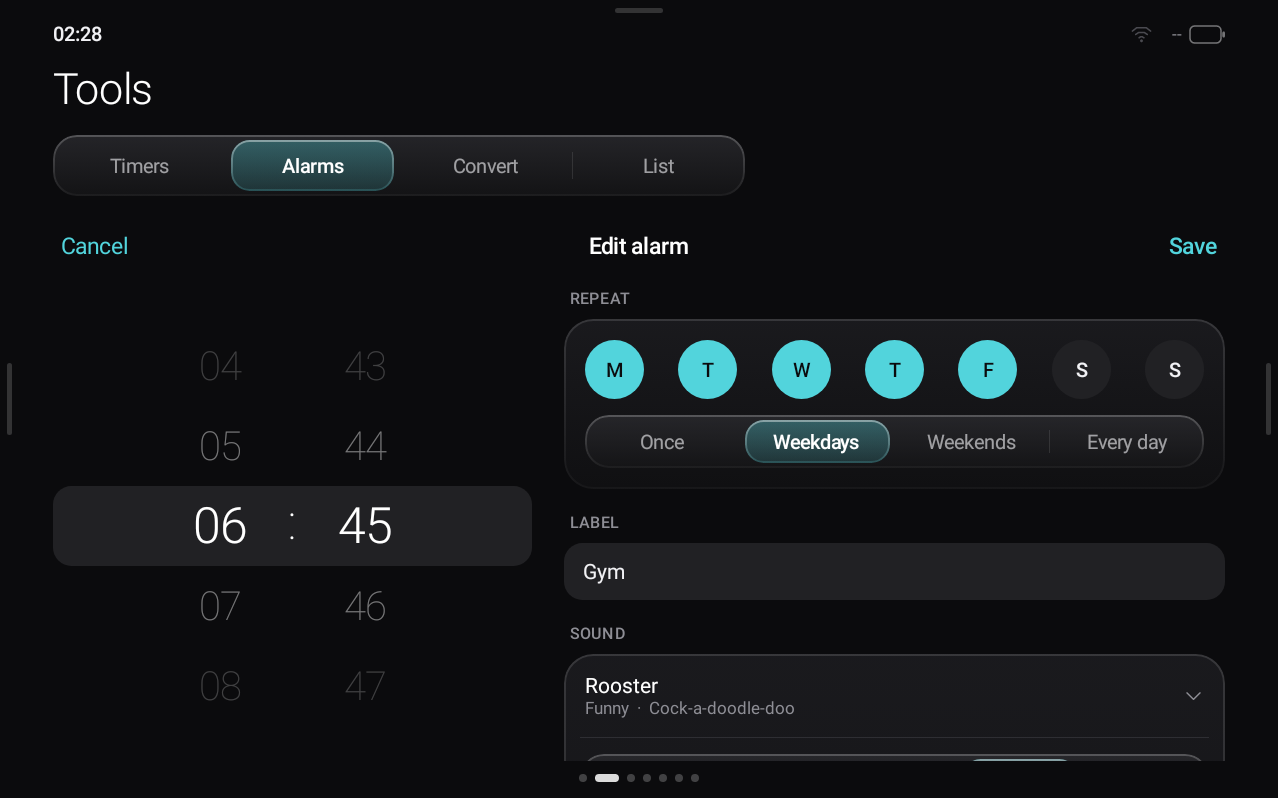 02:28
--
Tools
Timers
Alarms
Convert
List
Cancel
Edit alarm
Save
04 43
05 44
06 : 45
07 46
08 47
REPEAT
M T W T F S S
Once
Weekdays
Weekends
Every day
LABEL
Gym
SOUND
Rooster
Funny · Cock-a-doodle-doo